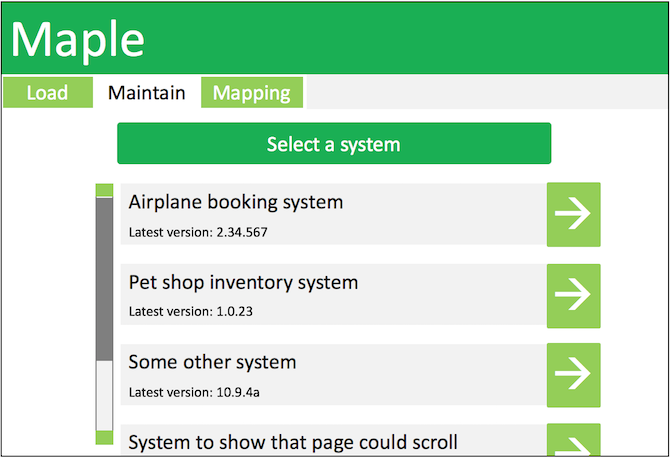 Maple
Load Maintain Mapping
Select a system
Airplane booking system
Latest version: 2.34.567
Pet shop inventory system
Latest version: 1.0.23
Some other system
Latest version: 10.9.4a
System to show that page could scroll